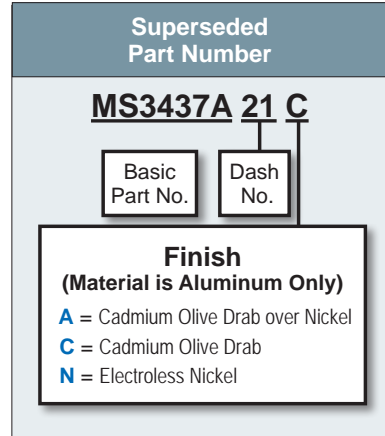 Superseded
Part Number
MS3437A 21 C
Basic
Part No.
Dash
No.
Finish
(Material is Aluminum Only)
A = Cadmium Olive Drab over Nickel
C = Cadmium Olive Drab
N = Electroless Nickel